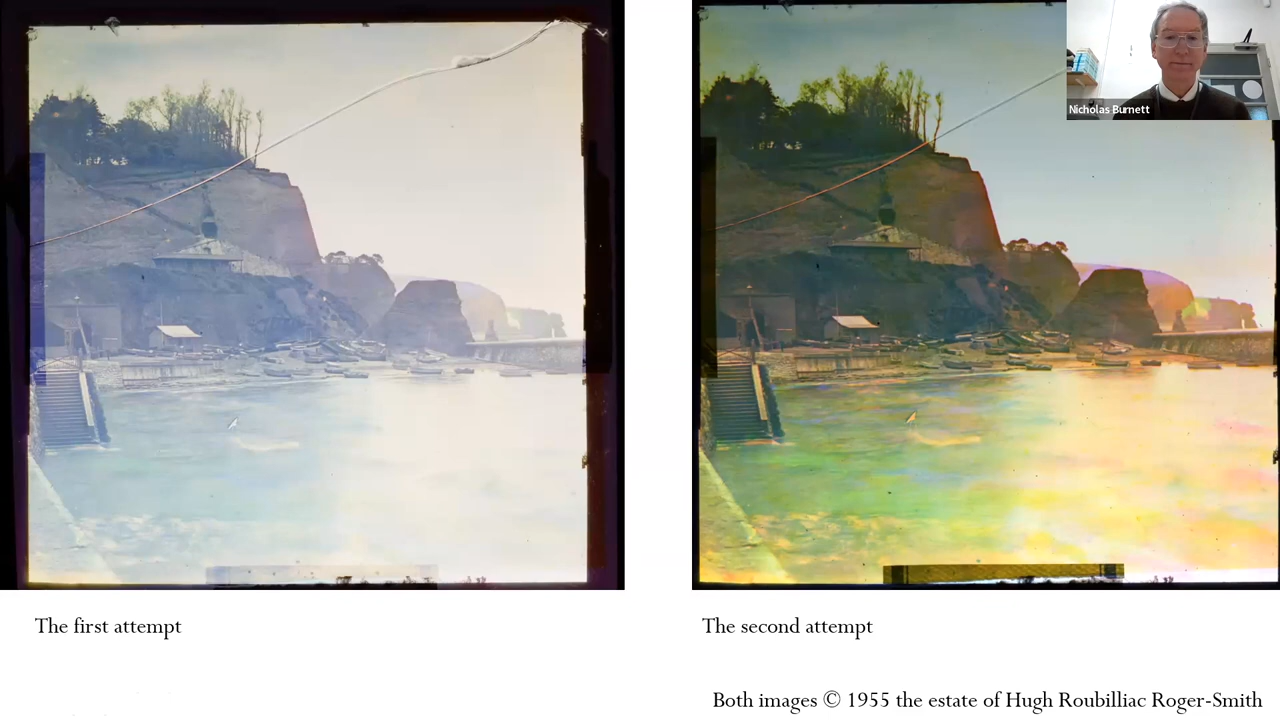 Nicholas Burnett
The first attempt
The second attempt
Both images © 1955 the estate of Hugh Roubilliac Roger-Smith